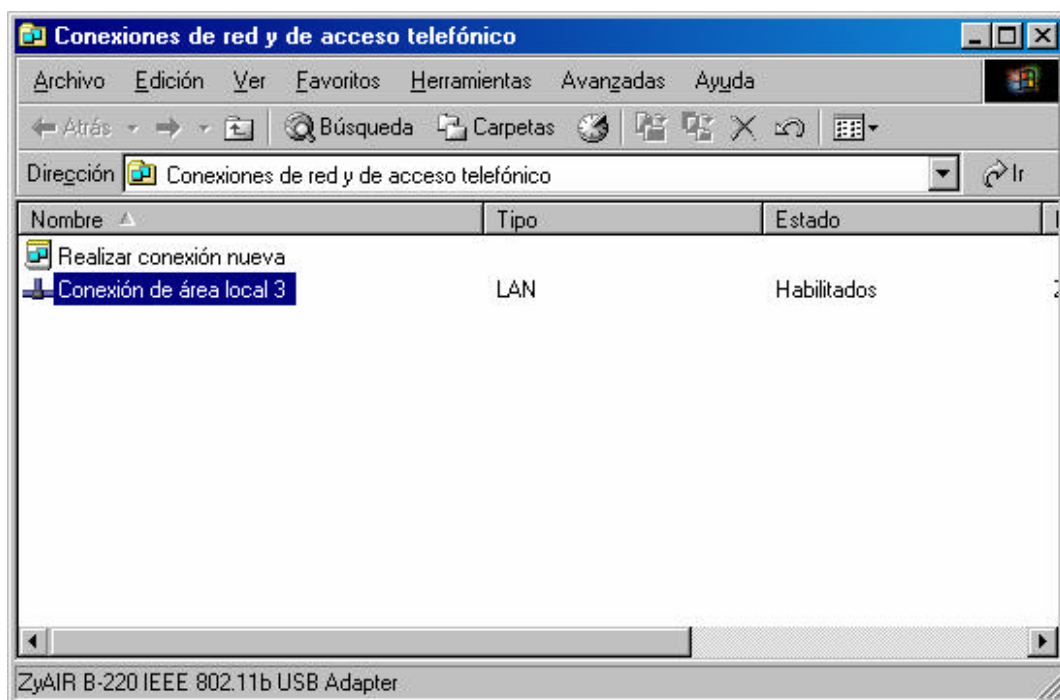 Conexiones de red y de acceso telefónico
Archivo Edición Ver Favoritos Herramientas Avanzadas Ayuda
Atrás Búsqueda Carpetas
Dirección Conexiones de red y de acceso telefónico Ir
Nombre Tipo Estado
Realizar conexión nueva
Conexión de área local 3 LAN Habilitados
ZyAIR B-220 IEEE 802.11b USB Adapter